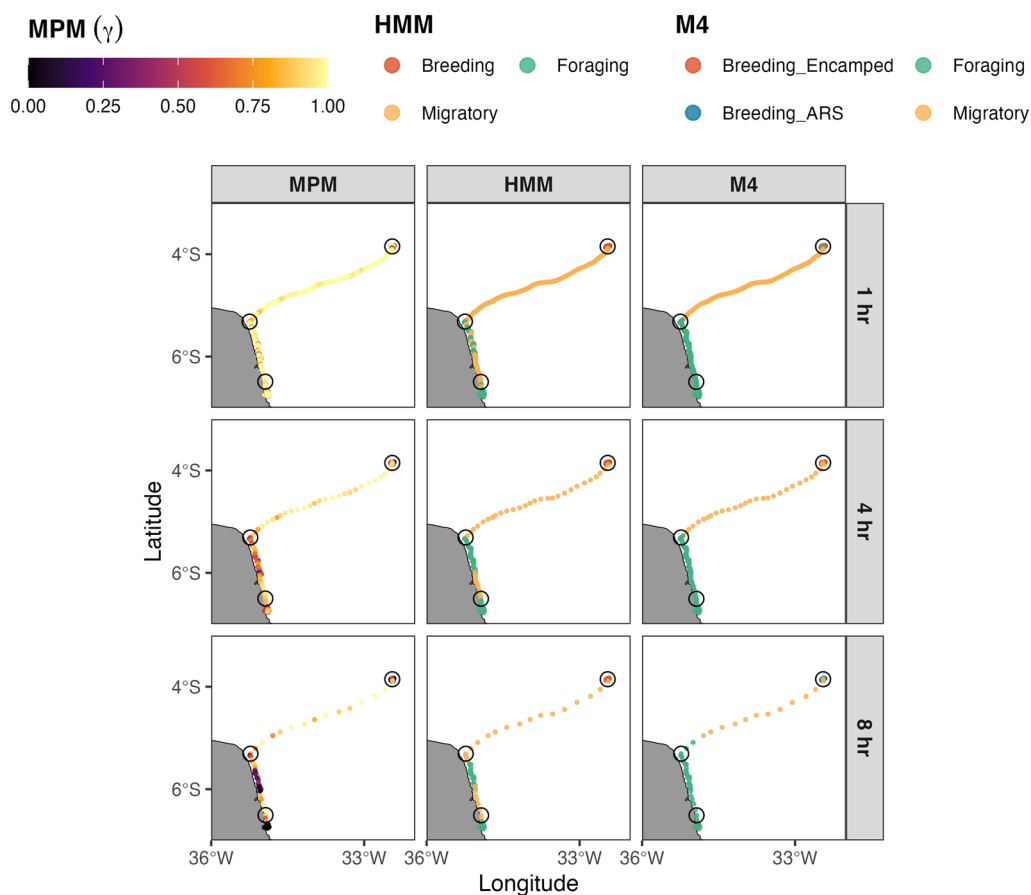 MPM (γ)
0.00 0.25 0.50 0.75 1.00
HMM
Breeding Foraging
Migratory
M4
Breeding_Encamped Foraging
Breeding_ARS Migratory
MPM HMM M4
4°S
6°S
1 hr
4°S
6°S
4 hr
4°S
6°S
8 hr
Latitude
36°W 33°W 36°W 33°W 36°W 33°W
Longitude